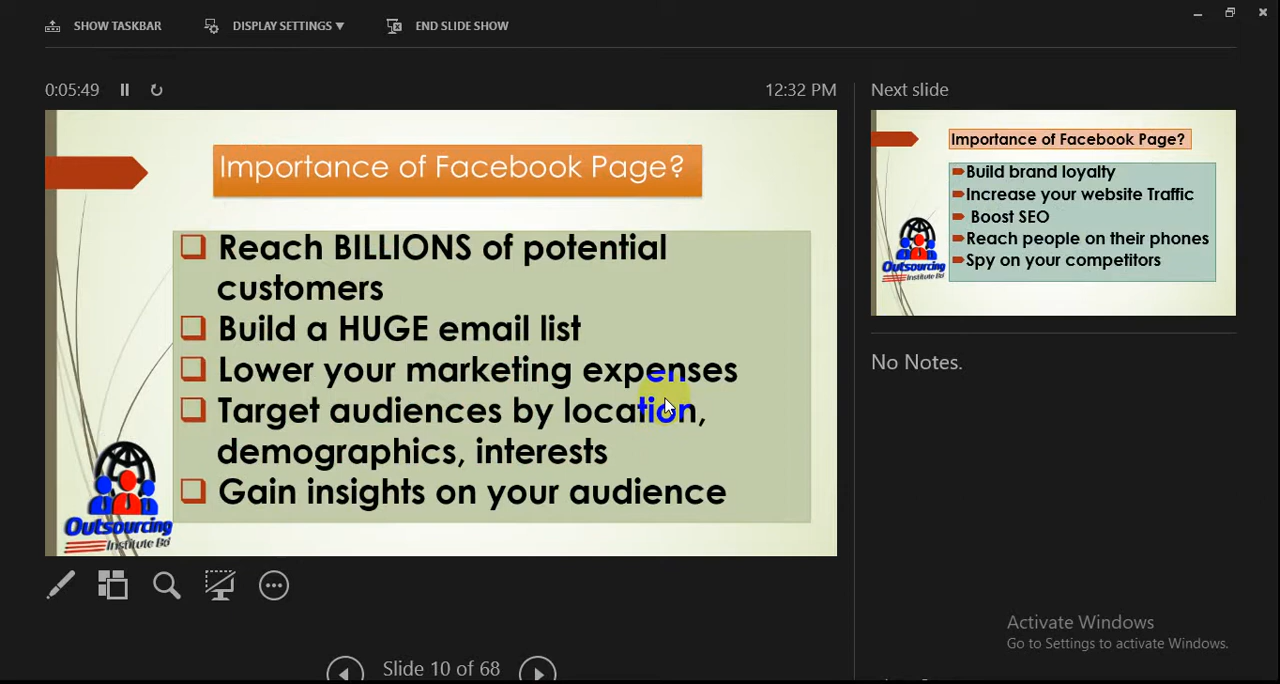 SHOW TASKBAR
DISPLAY SETTINGS
END SLIDE SHOW
0:05:49
12:32 PM
Importance of Facebook Page?
Reach BILLIONS of potential
customers
Build a HUGE email list
Lower your marketing expenses
Target audiences by location,
demographics, interests
Gain insights on your audience
Outsourcing
Institute Bd
Next slide
Importance of Facebook Page?
Build brand loyalty
Increase your website Traffic
Boost SEO
Reach people on their phones
Spy on your competitors
Outsourcing
No Notes.
Activate Windows
Go to Settings to activate Windows.
Slide 10 of 68